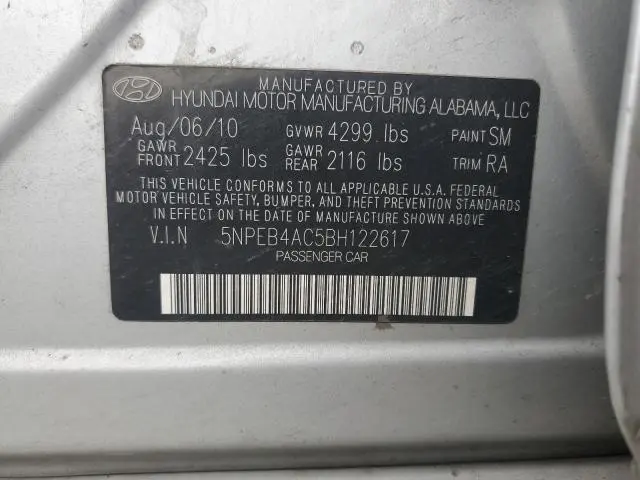 MANUFACTURED BY
HYUNDAI MOTOR MANUFACTURING ALABAMA, LLC
Aug/06/10 GVWR 4299 lbs PAINT SM
GAWR FRONT 2425 lbs GAWR REAR 2116 lbs TRIM RA
THIS VEHICLE CONFORMS TO ALL APPLICABLE U.S.A. FEDERAL
MOTOR VEHICLE SAFETY, BUMPER, AND THEFT PREVENTION STANDARDS
IN EFFECT ON THE DATE OF MANUFACTURE SHOWN ABOVE
V.I.N 5NPEB4AC5BH122617
PASSENGER CAR